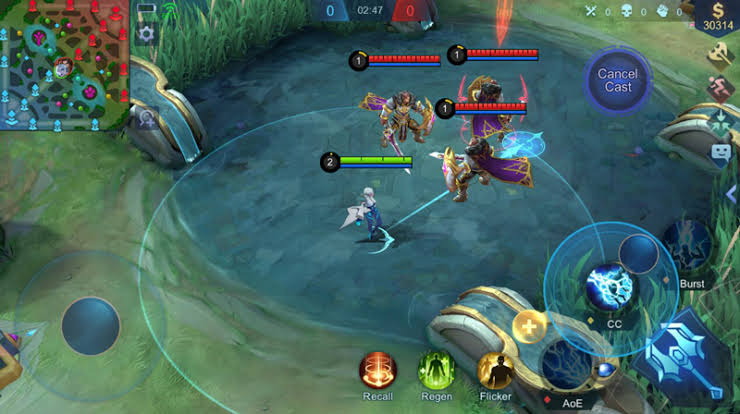 0 02:47 0
0 0 0
30314
1
1
1
2
Cancel
Cast
Burst
CC
AoE
Recall
Regen
Flicker